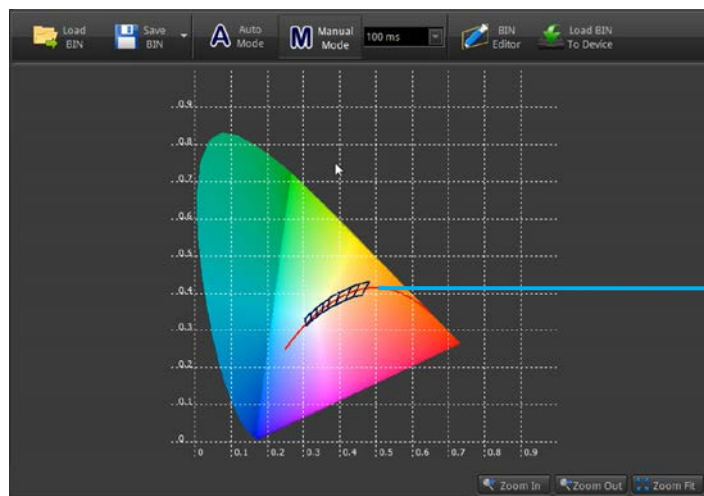 Load BIN
Save BIN
A Auto Mode
M Manual Mode
100 ms
BIN Editor
Load BIN To Device
0.9
0.8
0.7
0.6
0.5
0.4
0.3
0.2
0.1
0
0 0.1 0.2 0.3 0.4 0.5 0.6 0.7 0.8 0.9
Zoom In Zoom Out Zoom Fit